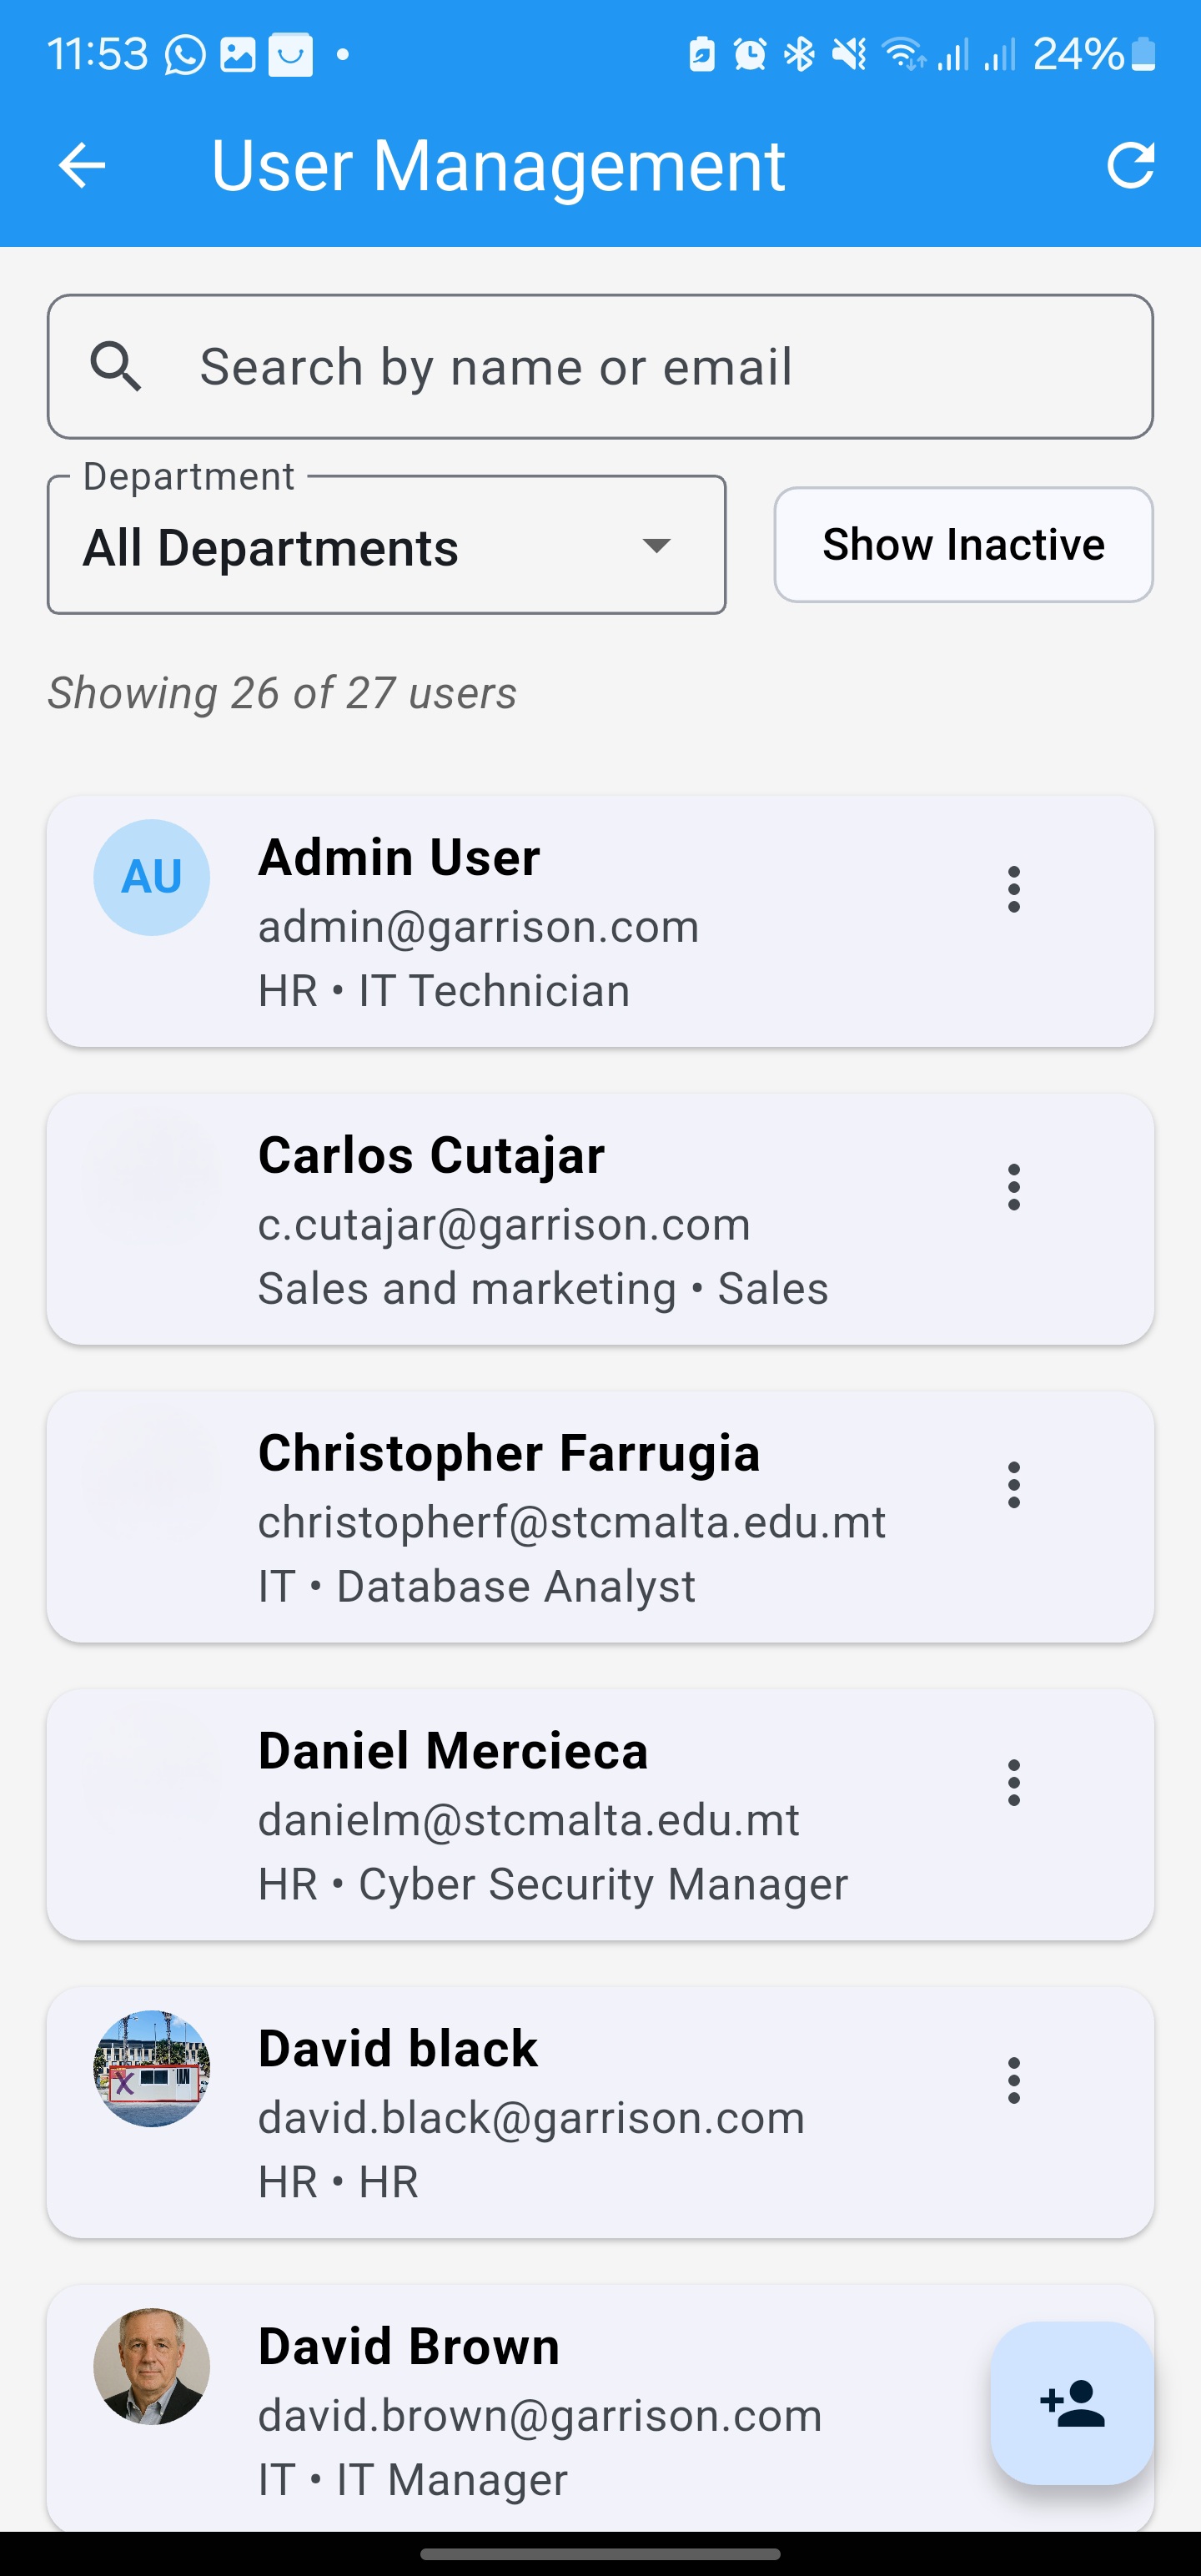 11:53 24%
User Management
Search by name or email
Department
All Departments
Show Inactive
Showing 26 of 27 users
AU
Admin User
admin@garrison.com
HR • IT Technician
Carlos Cutajar
c.cutajar@garrison.com
Sales and marketing • Sales
Christopher Farrugia
christopherf@stcmalta.edu.mt
IT • Database Analyst
Daniel Mercieca
danielm@stcmalta.edu.mt
HR • Cyber Security Manager
David black
david.black@garrison.com
HR • HR
David Brown
david.brown@garrison.com
IT • IT Manager